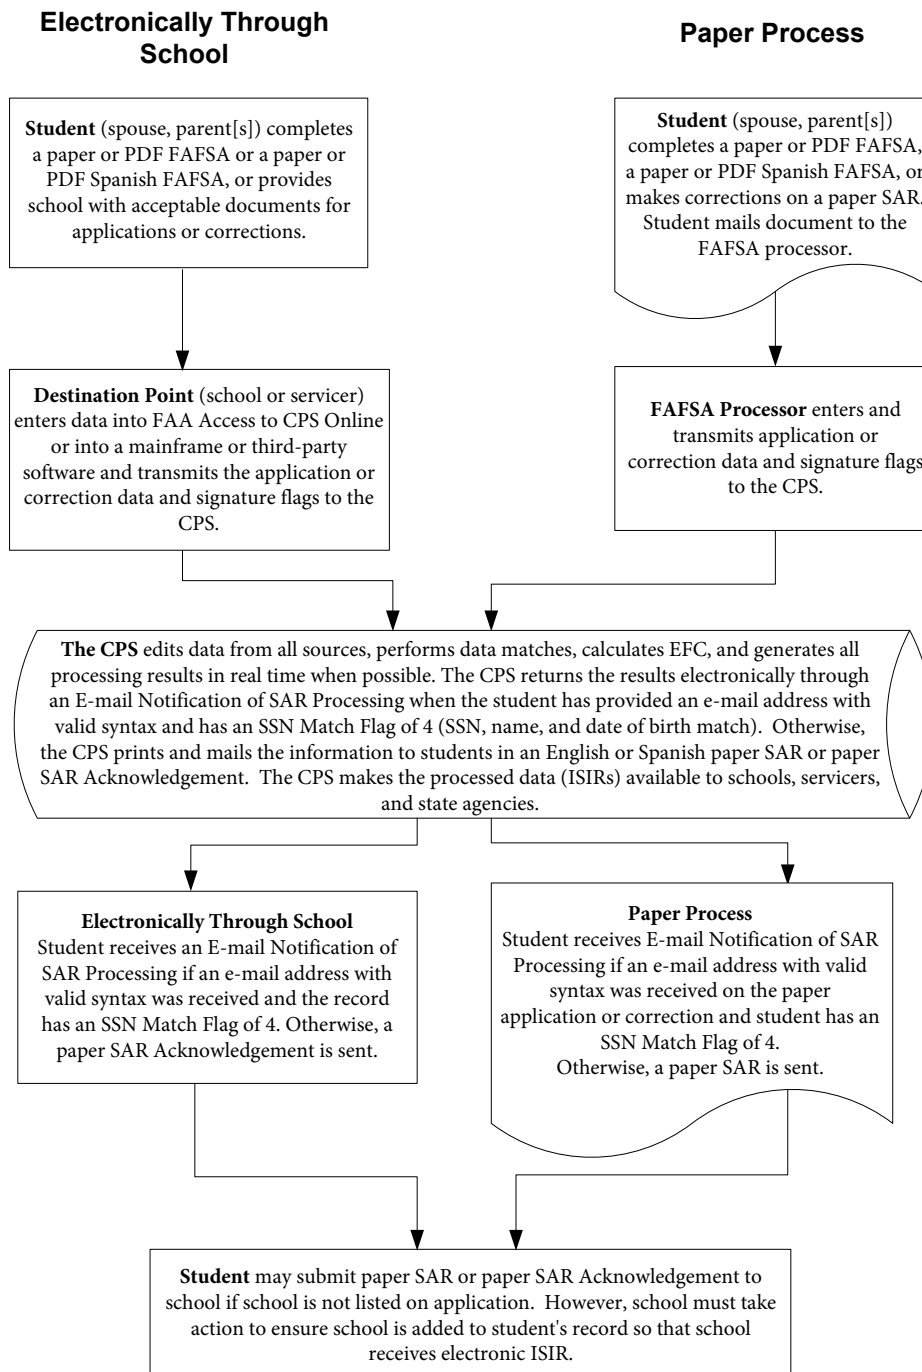 Electronically Through
School
Paper Process
Student (spouse, parent[s]) completes
a paper or PDF FAFSA or a paper or
PDF Spanish FAFSA, or provides
school with acceptable documents for
applications or corrections.
Student (spouse, parent[s])
completes a paper or PDF FAFSA,
a paper or PDF Spanish FAFSA, or
makes corrections on a paper SAR.
Student mails document to the
FAFSA processor.
Destination Point (school or servicer)
enters data into FAA Access to CPS Online
or into a mainframe or third-party
software and transmits the application or
correction data and signature flags to the
CPS.
FAFSA Processor enters and
transmits application or
correction data and signature flags
to the CPS.
The CPS edits data from all sources, performs data matches, calculates EFC, and generates all
processing results in real time when possible. The CPS returns the results electronically through
an E-mail Notification of SAR Processing when the student has provided an e-mail address with
valid syntax and has an SSN Match Flag of 4 (SSN, name, and date of birth match).  Otherwise,
the CPS prints and mails the information to students in an English or Spanish paper SAR or paper
SAR Acknowledgement.  The CPS makes the processed data (ISIRs) available to schools, servicers,
and state agencies.
Electronically Through School
Student receives an E-mail Notification of
SAR Processing if an e-mail address with
valid syntax was received and the record
has an SSN Match Flag of 4. Otherwise, a
paper SAR Acknowledgement is sent.
Paper Process
Student receives E-mail Notification of SAR
Processing if an e-mail address with valid
syntax was received on the paper
application or correction and student has an
SSN Match Flag of 4.
Otherwise, a paper SAR is sent.
Student may submit paper SAR or paper SAR Acknowledgement to
school if school is not listed on application.  However, school must take
action to ensure school is added to student's record so that school
receives electronic ISIR.